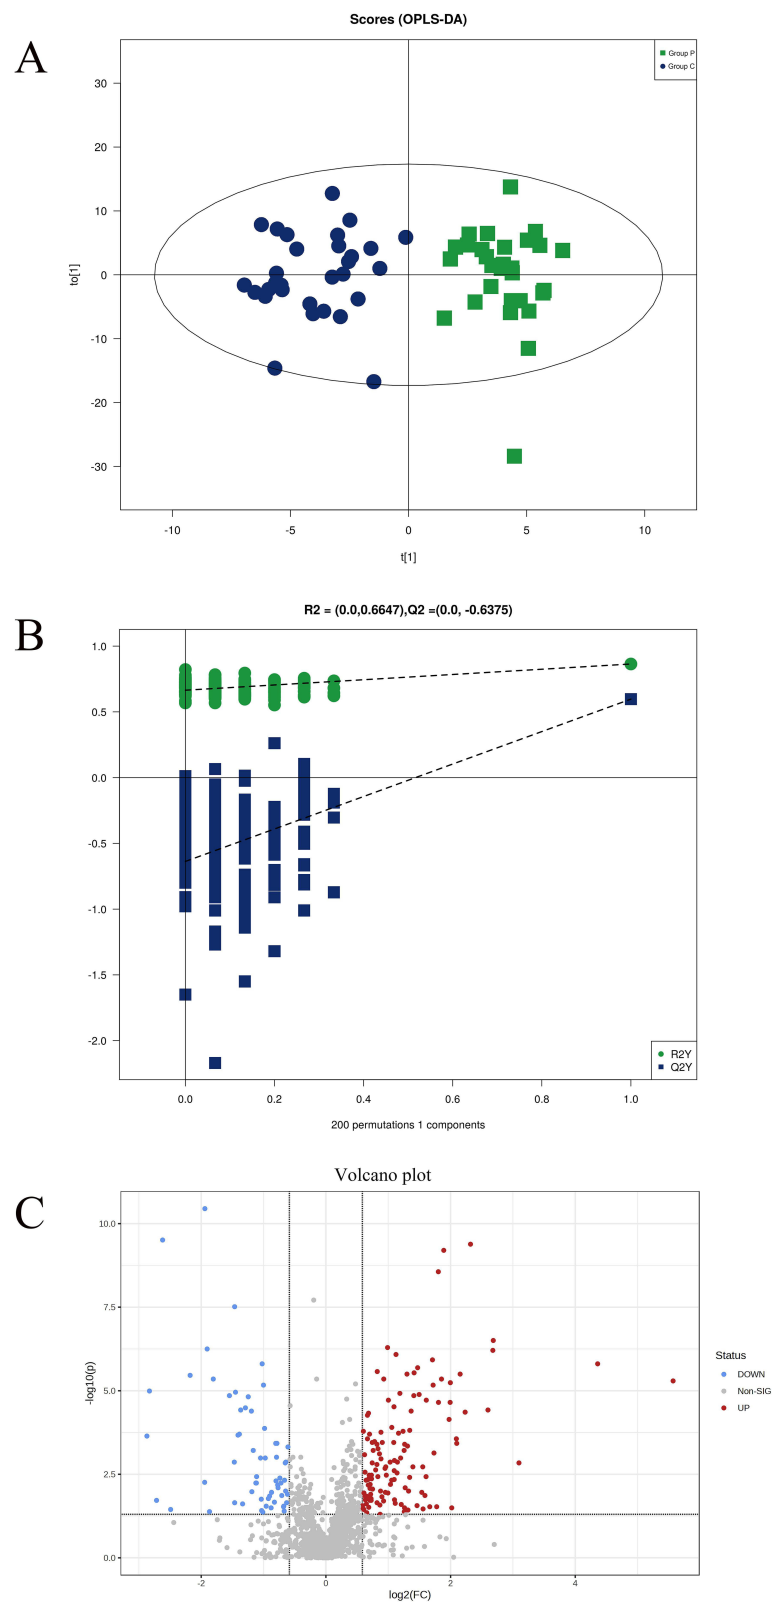 Scores (OPLS-DA)
A
Group P
Group C
30
20
10
0
-10
-20
-30
to[1]
-10
-5
0
5
10
t[1]
B
R2 = (0.0,0.6647),Q2 =(0.0, -0.6375)
1.0
0.5
0.0
-0.5
-1.0
-1.5
-2.0
R2Y
Q2Y
0.0
0.2
0.4
0.6
0.8
1.0
200 permutations 1 components
Volcano plot
C
10.0
7.5
5.0
2.5
0.0
-log10(p)
Status
DOWN
Non-SIG
UP
-2
0
2
4
log2(FC)